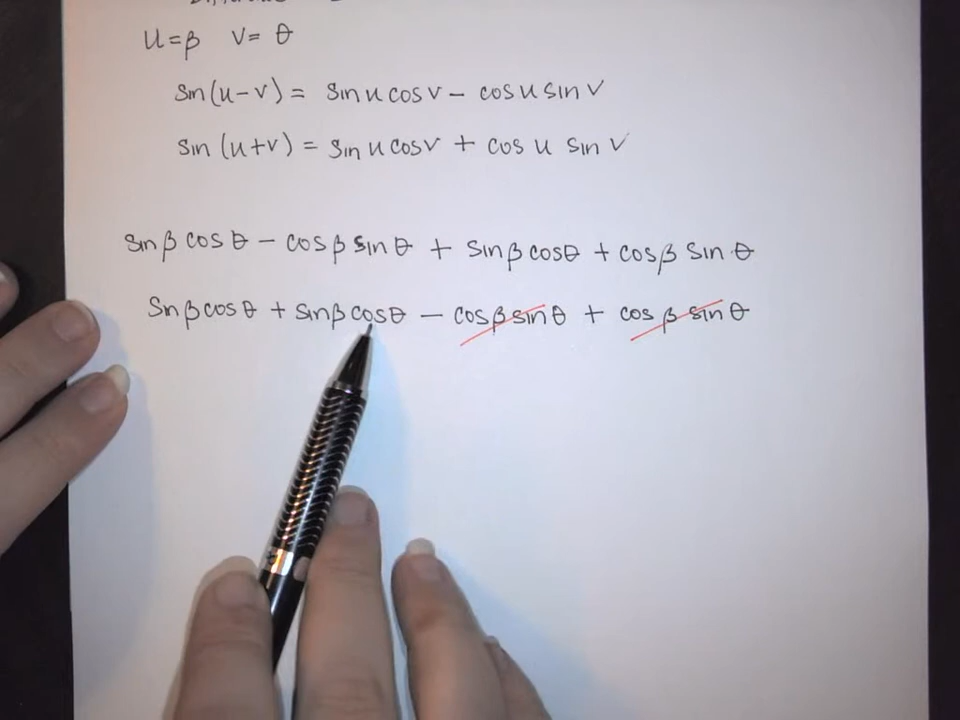 u=β v= θ
sin(u-v) = sin u cos v - cos u sin v
sin (u+v) = sin u cos v + cos u sin v
sin β cos θ - cos β sin θ + sin β cos θ + cos β sin θ
Sn β cos θ + sin β cos θ - cos β sin θ + cos β sin θ